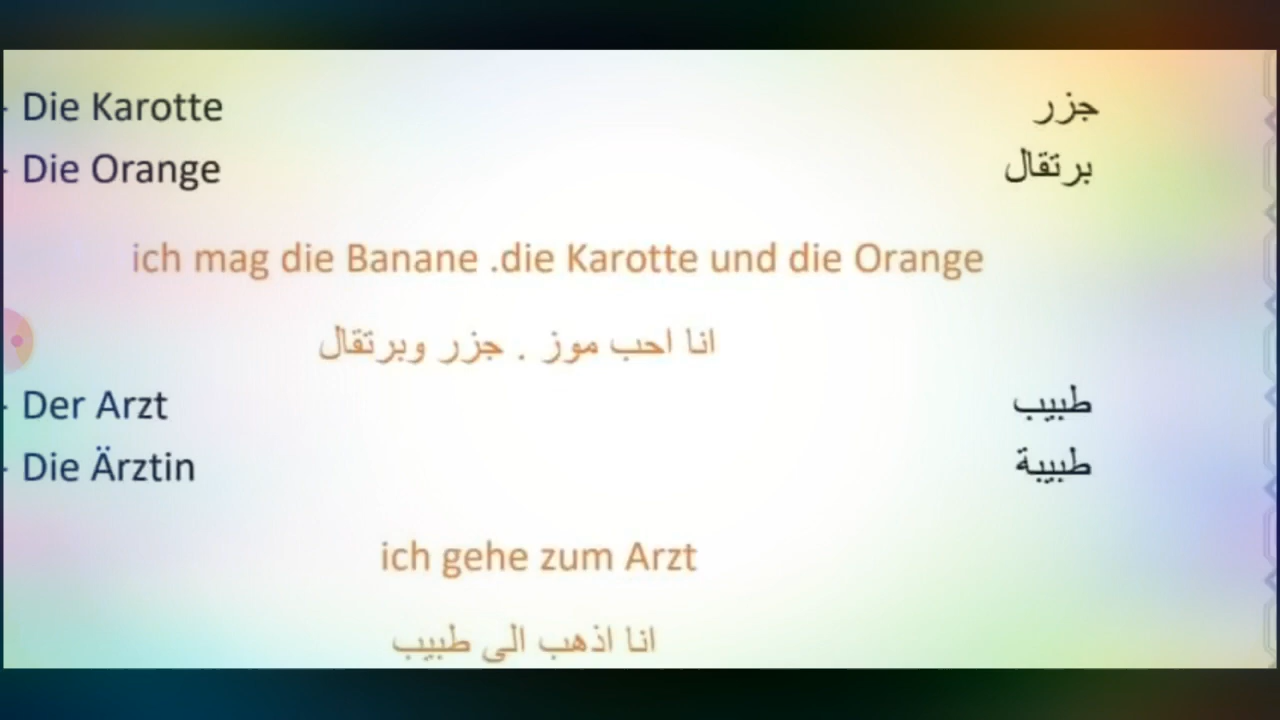 - Die Karotte جزر
- Die Orange برتقال
ich mag die Banane .die Karotte und die Orange
انا احب موز . جزر وبرتقال
- Der Arzt طبيب
- Die Ärztin طبيبة
ich gehe zum Arzt
انا اذهب الى طبيب